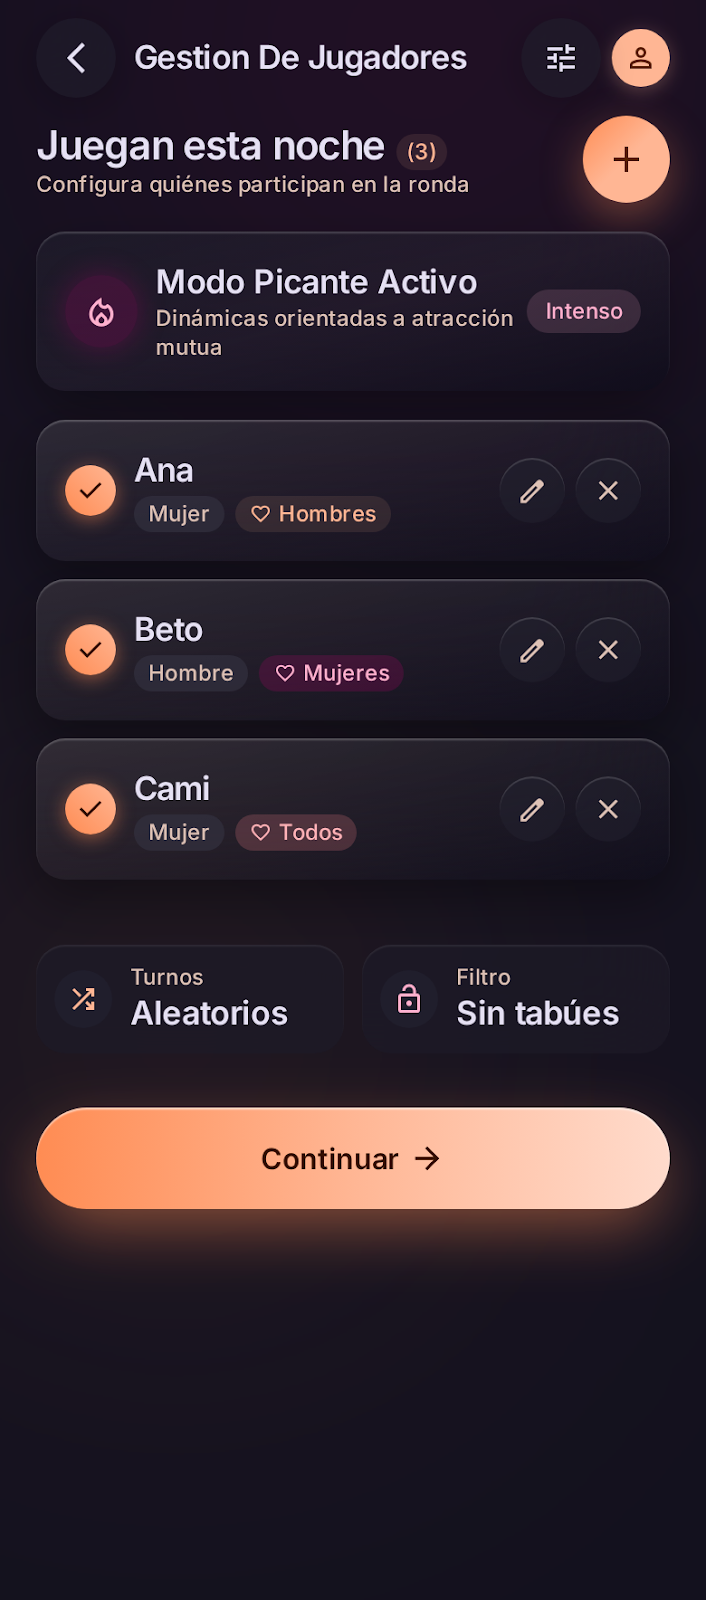 Gestion De Jugadores
Juegan esta noche (3)
Configura quiénes participan en la ronda
Modo Picante Activo
Dinámicas orientadas a atracción
mutua
Intenso
Ana
Mujer
Hombres
Beto
Hombre
Mujeres
Cami
Mujer
Todos
Turnos
Aleatorios
Filtro
Sin tabúes
Continuar →